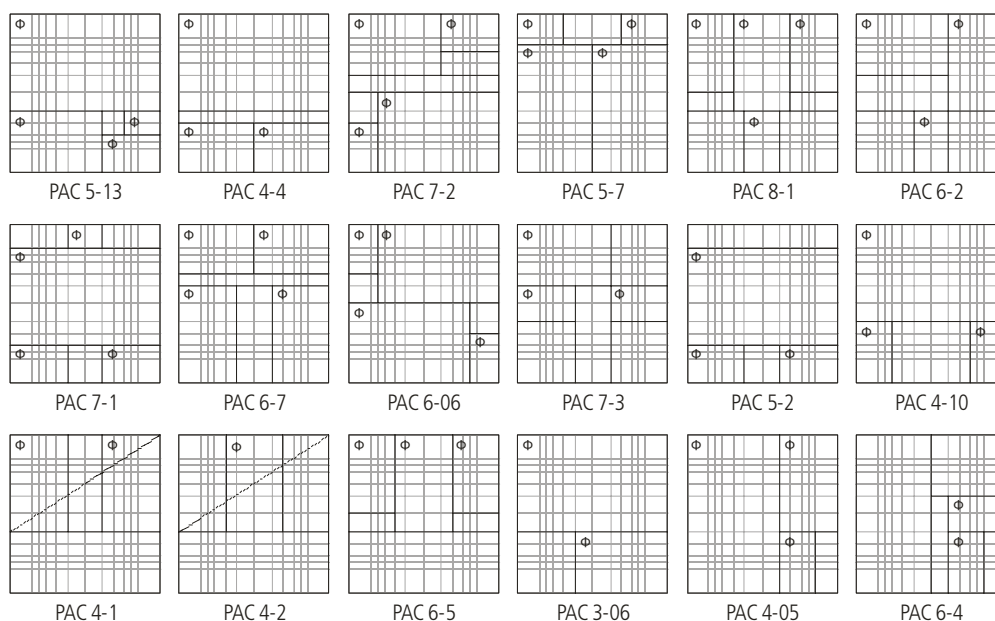 Φ Φ Φ Φ Φ Φ Φ Φ Φ Φ
Φ Φ
Φ
Φ Φ Φ Φ
Φ Φ Φ
Φ
PAC 5-13 PAC 4-4 PAC 7-2 PAC 5-7 PAC 8-1 PAC 6-2
Φ Φ Φ Φ Φ Φ Φ
Φ Φ
Φ Φ Φ Φ
Φ
Φ Φ
Φ
Φ Φ Φ Φ
PAC 7-1 PAC 6-7 PAC 6-06 PAC 7-3 PAC 5-2 PAC 4-10
Φ Φ Φ Φ Φ Φ Φ Φ Φ
Φ
Φ Φ Φ
PAC 4-1 PAC 4-2 PAC 6-5 PAC 3-06 PAC 4-05 PAC 6-4